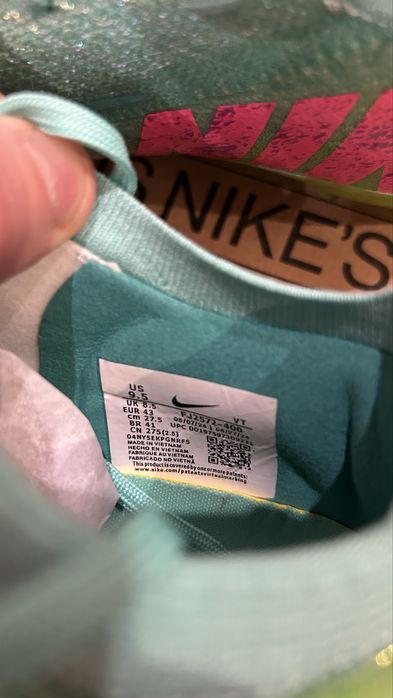 NIK
S NIKE'S
US
9.5
UK 8.5
EUR 43
cm 27.5
BR 41
CN 275(2.5)
FJ2572-400 VT
04NYSEKPGNRFS
MADE IN VIETNAM
HECHO EN VIETNAM
FABRIQUE AU VIETNAM
FABRICADO NO VIETNÃ
This product is covered by one or more patents:
www.nike.com/patentsvirtualmarking